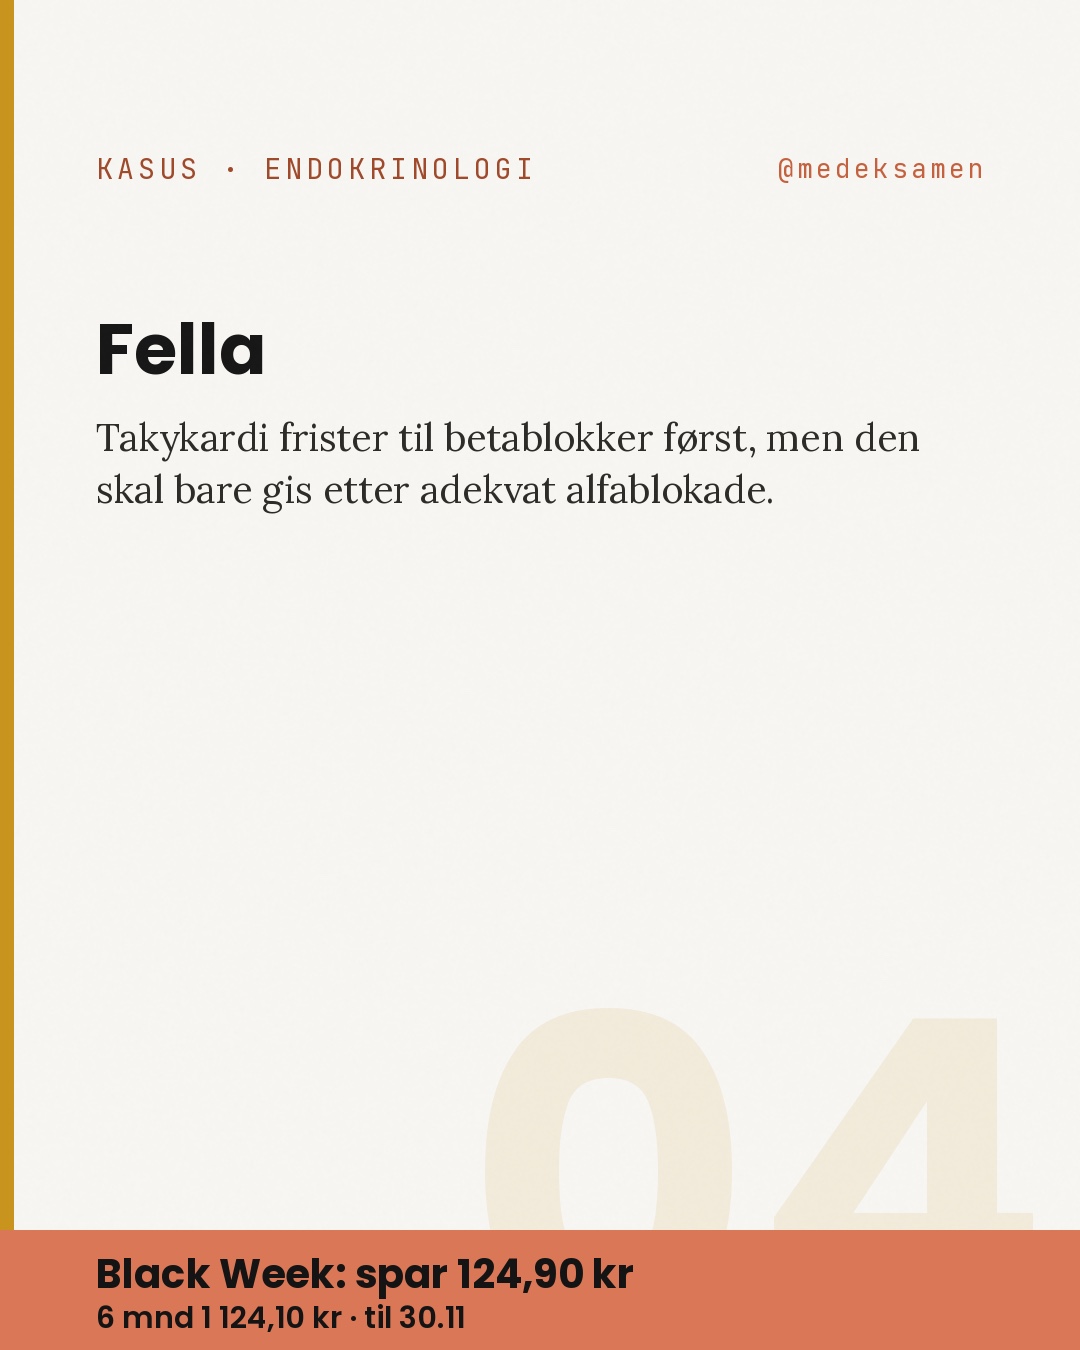 KASUS · ENDOKRINOLOGI
@medeksamen
Fella
Takykardi frister til betablokker først, men den
skal bare gis etter adekvat alfablokade.
04
Black Week: spar 124,90 kr
6 mnd 1 124,10 kr · til 30.11